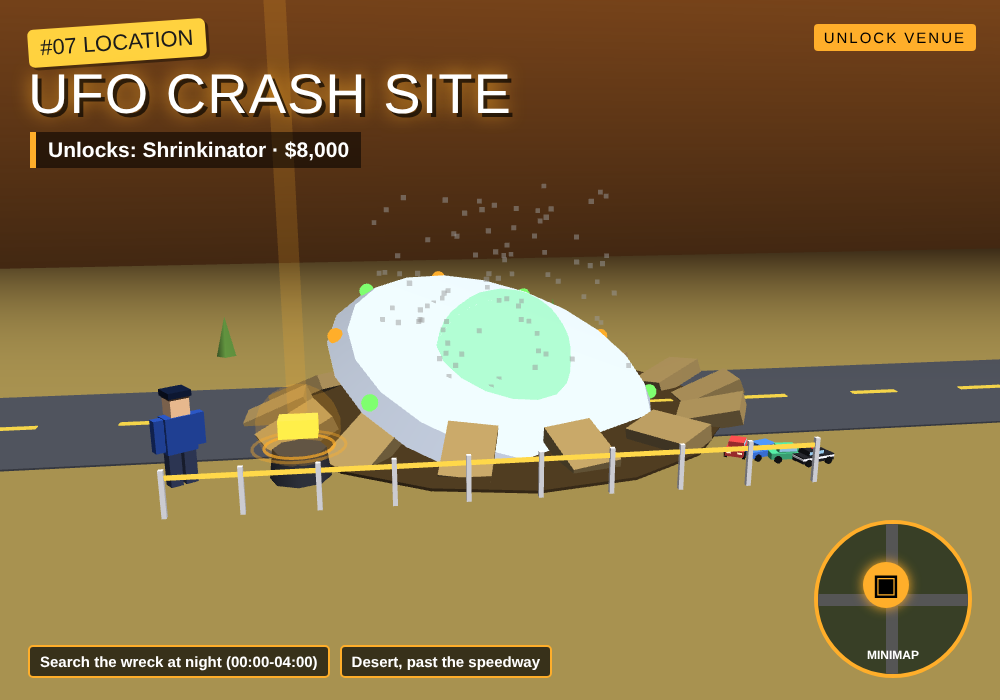 #07 LOCATION
UNLOCK VENUE
UFO CRASH SITE
Unlocks: Shrinkinator · $8,000
MINIMAP
Search the wreck at night (00:00-04:00)
Desert, past the speedway